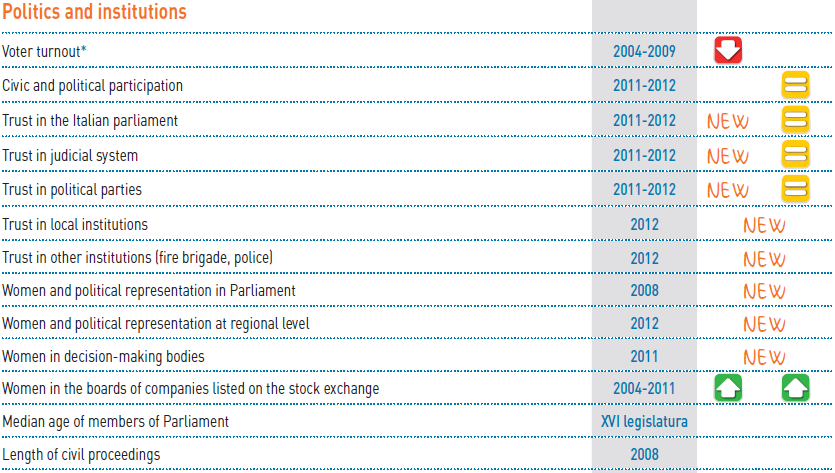 Politics and institutions
Voter turnout* 2004-2009
Civic and political participation 2011-2012
Trust in the Italian parliament 2011-2012 NEW
Trust in judicial system 2011-2012 NEW
Trust in political parties 2011-2012 NEW
Trust in local institutions 2012 NEW
Trust in other institutions (fire brigade, police) 2012 NEW
Women and political representation in Parliament 2008 NEW
Women and political representation at regional level 2012 NEW
Women in decision-making bodies 2011 NEW
Women in the boards of companies listed on the stock exchange 2004-2011
Median age of members of Parliament XVI legislatura
Length of civil proceedings 2008